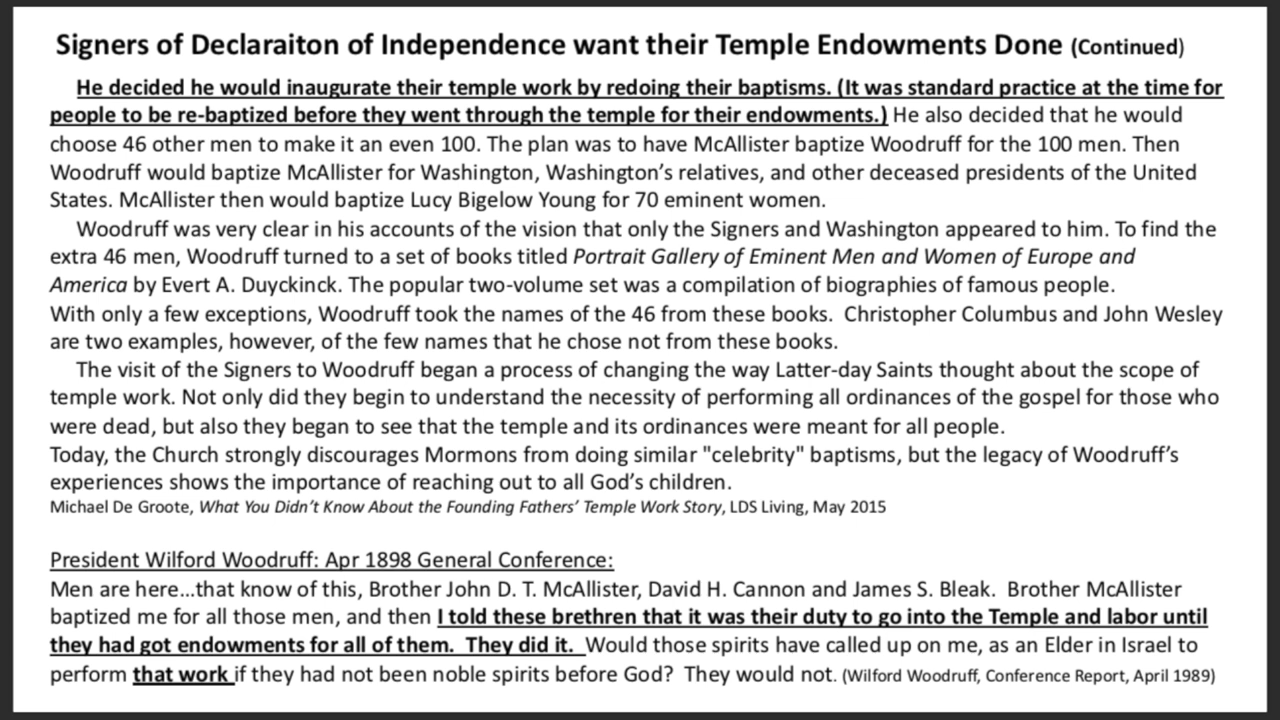 Signers of Declaraiton of Independence want their Temple Endowments Done (Continued)
He decided he would inaugurate their temple work by redoing their baptisms. (It was standard practice at the time for
people to be re-baptized before they went through the temple for their endowments.) He also decided that he would
choose 46 other men to make it an even 100. The plan was to have McAllister baptize Woodruff for the 100 men. Then
Woodruff would baptize McAllister for Washington, Washington's relatives, and other deceased presidents of the United
States. McAllister then would baptize Lucy Bigelow Young for 70 eminent women.
Woodruff was very clear in his accounts of the vision that only the Signers and Washington appeared to him. To find the
extra 46 men, Woodruff turned to a set of books titled Portrait Gallery of Eminent Men and Women of Europe and
America by Evert A. Duyckinck. The popular two-volume set was a compilation of biographies of famous people.
With only a few exceptions, Woodruff took the names of the 46 from these books. Christopher Columbus and John Wesley
are two examples, however, of the few names that he chose not from these books.
The visit of the Signers to Woodruff began a process of changing the way Latter-day Saints thought about the scope of
temple work. Not only did they begin to understand the necessity of performing all ordinances of the gospel for those who
were dead, but also they began to see that the temple and its ordinances were meant for all people.
Today, the Church strongly discourages Mormons from doing similar "celebrity" baptisms, but the legacy of Woodruff's
experiences shows the importance of reaching out to all God's children.
Michael De Groote, What You Didn't Know About the Founding Fathers' Temple Work Story, LDS Living, May 2015
President Wilford Woodruff: Apr 1898 General Conference:
Men are here...that know of this, Brother John D. T. McAllister, David H. Cannon and James S. Bleak. Brother McAllister
baptized me for all those men, and then I told these brethren that it was their duty to go into the Temple and labor until
they had got endowments for all of them. They did it. Would those spirits have called up on me, as an Elder in Israel to
perform that work if they had not been noble spirits before God? They would not. (Wilford Woodruff, Conference Report, April 1989)